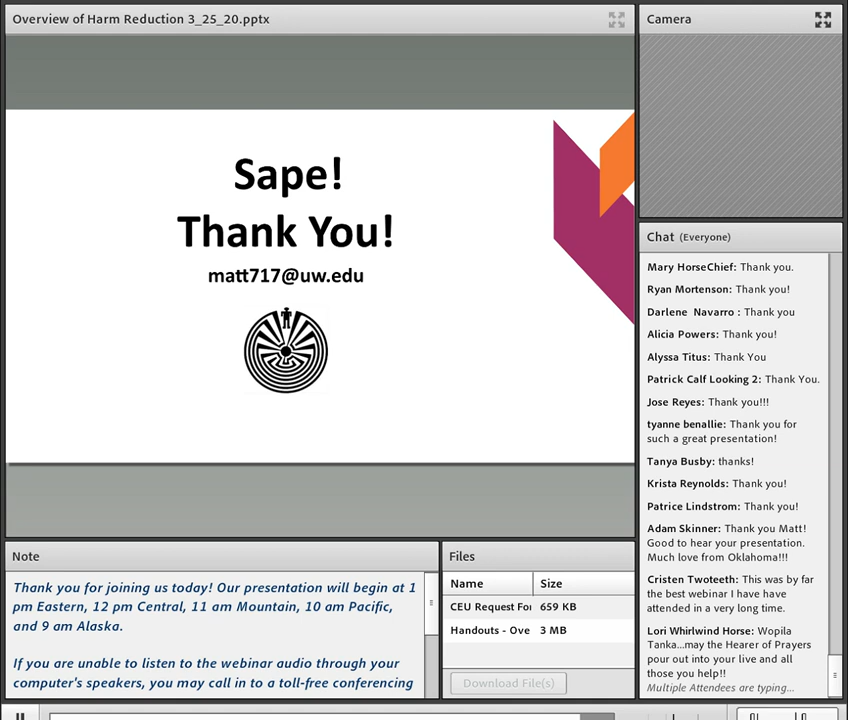 Overview of Harm Reduction 3_25_20.pptx
Sape!
Thank You!
matt717@uw.edu
Camera
Chat (Everyone)
Mary HorseChief: Thank you.
Ryan Mortenson: Thank you!
Darlene Navarro : Thank you
Alicia Powers: Thank you!
Alyssa Titus: Thank You
Patrick Calf Looking 2: Thank You.
Jose Reyes: Thank you!!!
tyanne benallie: Thank you for
such a great presentation!
Tanya Busby: thanks!
Krista Reynolds: Thank you!
Patrice Lindstrom: Thank you!
Adam Skinner: Thank you Matt!
Good to hear your presentation.
Much love from Oklahoma!!!
Cristen Twoteeth: This was by far
the best webinar I have have
attended in a very long time.
Lori Whirlwind Horse: Wopila
Tanka...may the Hearer of Prayers
pour out into your live and all
those you help!!
Multiple Attendees are typing...
Note
Thank you for joining us today! Our presentation will begin at 1
pm Eastern, 12 pm Central, 11 am Mountain, 10 am Pacific,
and 9 am Alaska.
If you are unable to listen to the webinar audio through your
computer's speakers, you may call in to a toll-free conferencing
Files
Name Size
CEU Request For 659 KB
Handouts - Ove 3 MB
Download File(s)